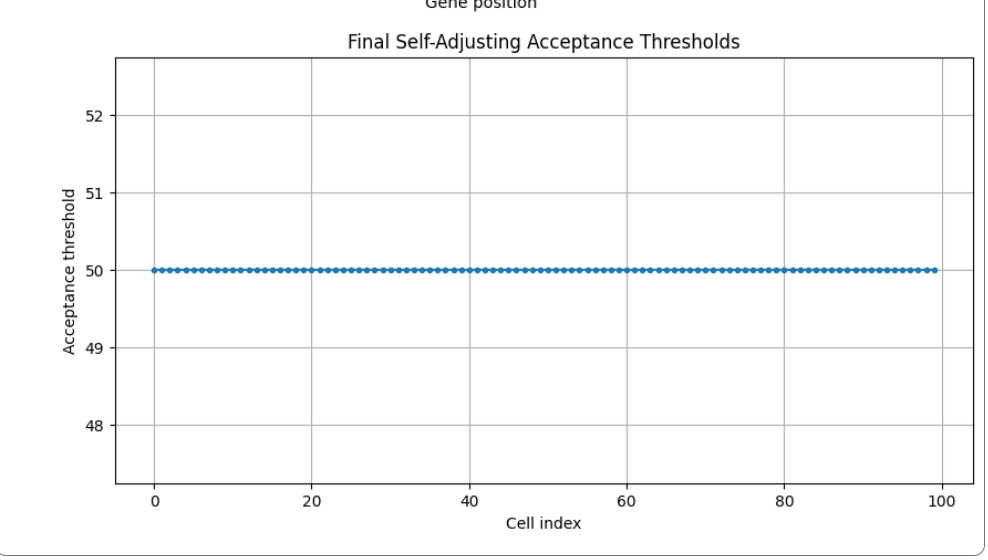 Gene position
Final Self-Adjusting Acceptance Thresholds
Acceptance threshold
52
51
50
49
48
0 20 40 60 80 100
Cell index